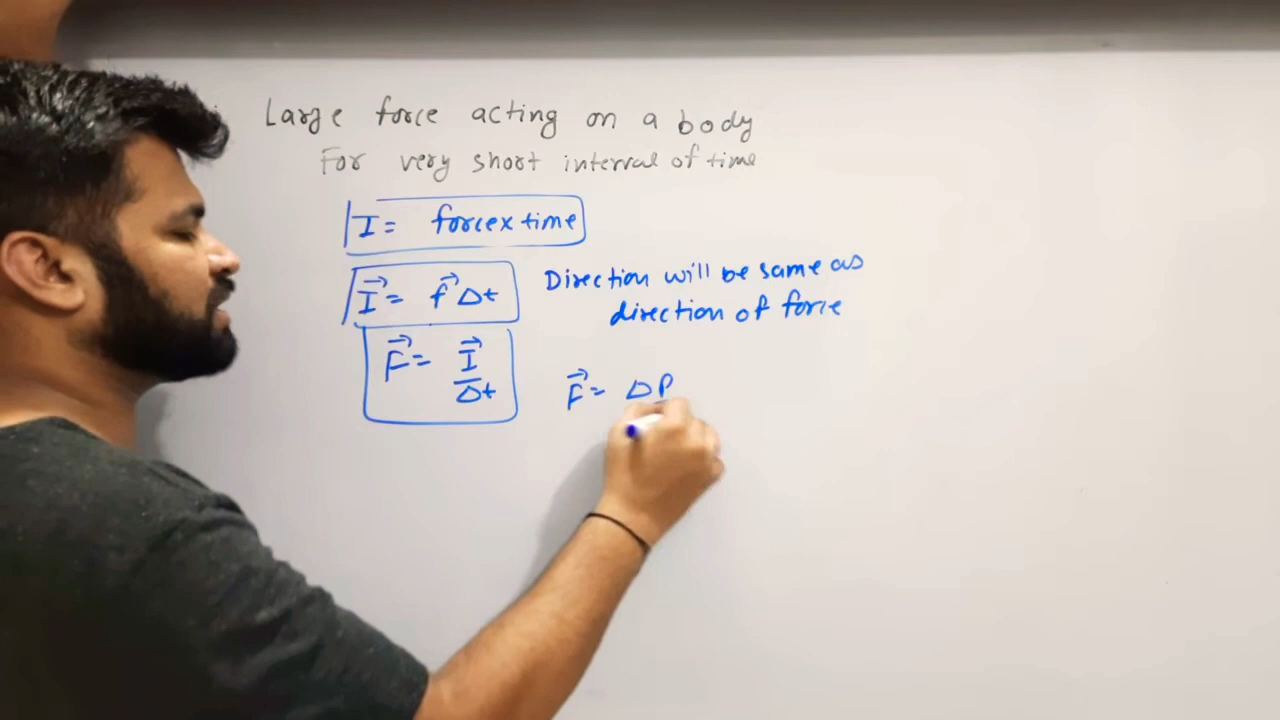 Large force acting on a body
For very short interval of time
I = force x time
I⃗ = f⃗ Δt
Direction will be same as
direction of force
F⃗ = I⃗ / Δt
F⃗ = ΔP